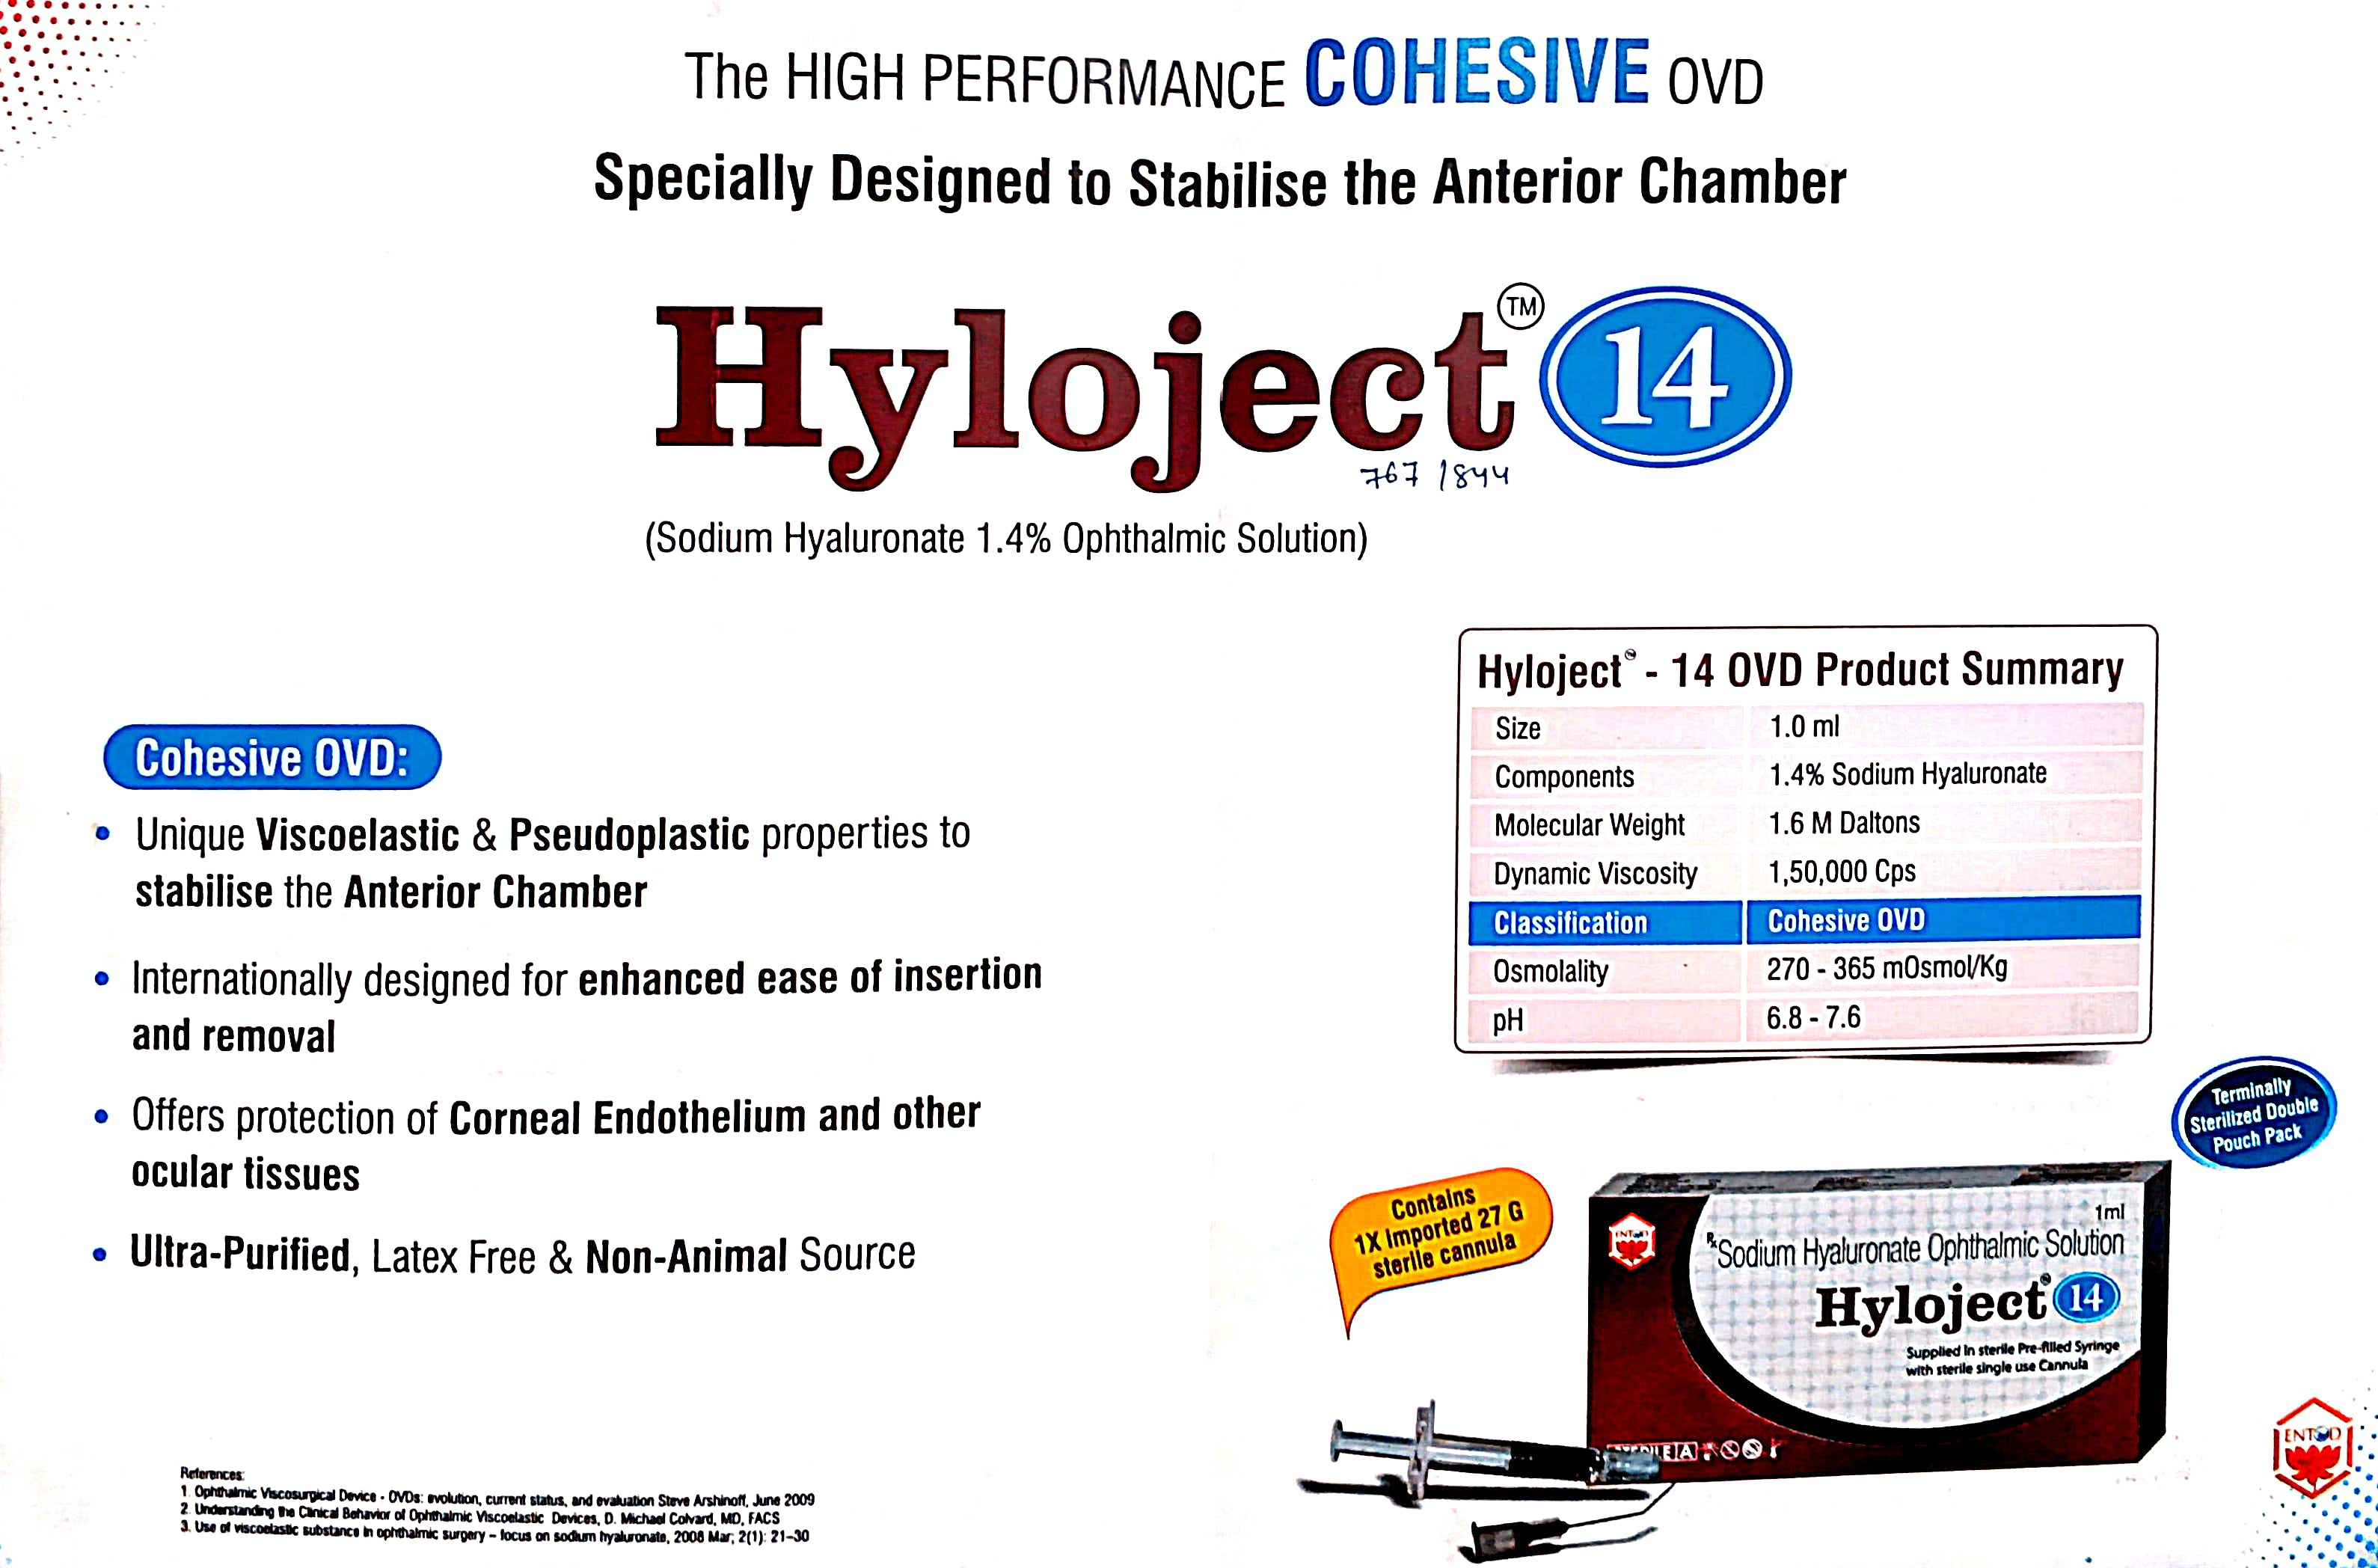 The HIGH PERFORMANCE COHESIVE OVD
Specially Designed to Stabilise the Anterior Chamber
Hyloject TM 14
767 1844
(Sodium Hyaluronate 1.4% Ophthalmic Solution)
Cohesive OVD:
• Unique Viscoelastic & Pseudoplastic properties to
stabilise the Anterior Chamber
• Internationally designed for enhanced ease of insertion
and removal
• Offers protection of Corneal Endothelium and other
ocular tissues
• Ultra-Purified, Latex Free & Non-Animal Source
Hyloject® - 14 OVD Product Summary
Size 1.0 ml
Components 1.4% Sodium Hyaluronate
Molecular Weight 1.6 M Daltons
Dynamic Viscosity 1,50,000 Cps
Classification Cohesive OVD
Osmolality 270 - 365 mOsmol/Kg
pH 6.8 - 7.6
Terminally
Sterilized Double
Pouch Pack
Contains
1X Imported 27 G
sterile cannula
ENTOD
1ml
Rx Sodium Hyaluronate Ophthalmic Solution
Hyloject® 14
Supplied in sterile Pre-filled Syringe
with sterile single use Cannula
STERILE A
ENTOD
References:
1. Ophthalmic Viscosurgical Device - OVDs: evolution, current status, and evaluation Steve Arshinoff, June 2009
2. Understanding the Clinical Behavior of Ophthalmic Viscoelastic Devices, D. Michael Colvard, MD, FACS
3. Use of viscoelastic substance in ophthalmic surgery – focus on sodium hyaluronate, 2008 Mar; 2(1): 21–30